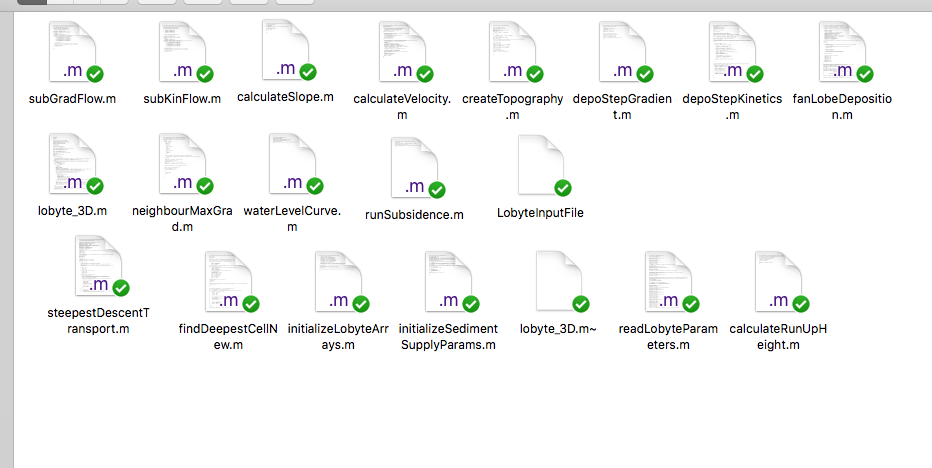 .m .m .m .m .m .m .m .m
subGradFlow.m subKinFlow.m calculateSlope.m calculateVelocity. createTopography depoStepGradien depoStepKinetics fanLobeDepositio
m .m t.m .m n.m
.m .m .m .m
lobyte_3D.m neighbourMaxGra waterLevelCurve. runSubsidence.m LobyteInputFile
d.m m
.m .m .m .m .m .m
steepestDescentT findDeepestCellN initializeLobyteArr initializeSediment lobyte_3D.m~ readLobyteParam calculateRunUpH
ransport.m ew.m ays.m SupplyParams.m eters.m eight.m